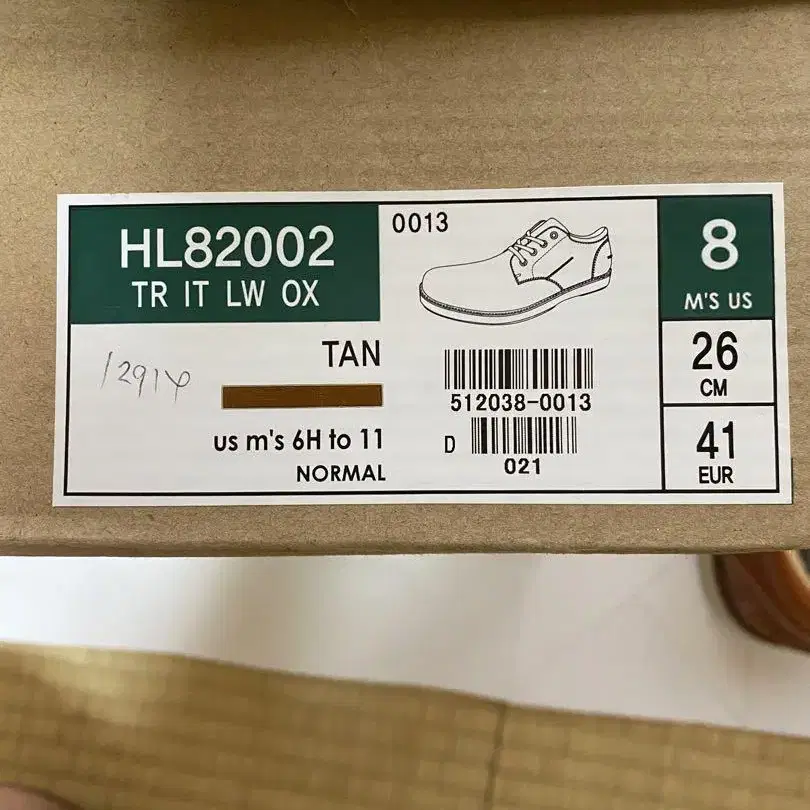 HL82002
TR IT LW OX
0013
8
M'S US
TAN
26
CM
us m's 6H to 11
NORMAL
512038-0013
D
021
41
EUR